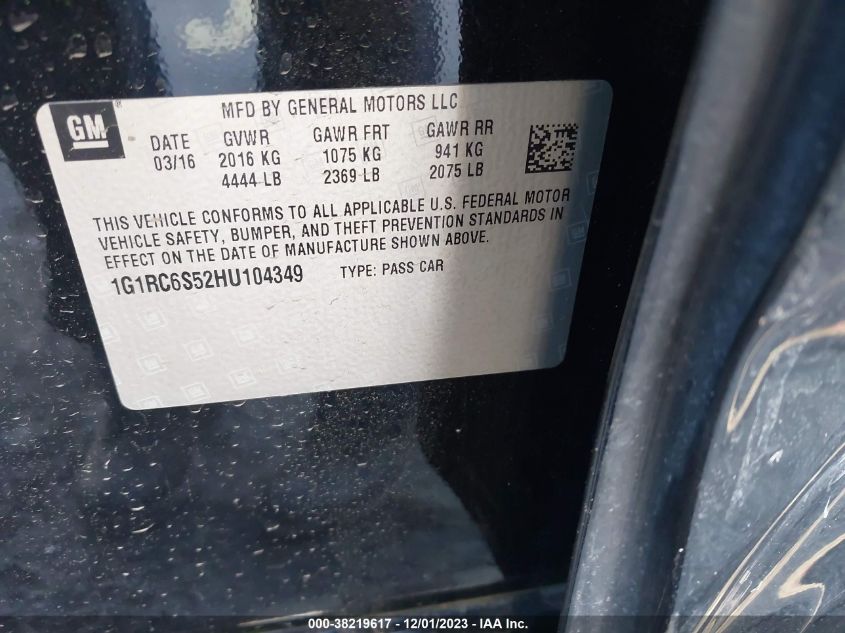 GM
®
MFD BY GENERAL MOTORS LLC
DATE GVWR GAWR FRT GAWR RR
03/16 2016 KG 1075 KG 941 KG
4444 LB 2369 LB 2075 LB
THIS VEHICLE CONFORMS TO ALL APPLICABLE U.S. FEDERAL MOTOR
VEHICLE SAFETY, BUMPER, AND THEFT PREVENTION STANDARDS IN
EFFECT ON THE DATE OF MANUFACTURE SHOWN ABOVE.
1G1RC6S52HU104349 TYPE: PASS CAR
000-38219617 - 12/01/2023 - IAA Inc.